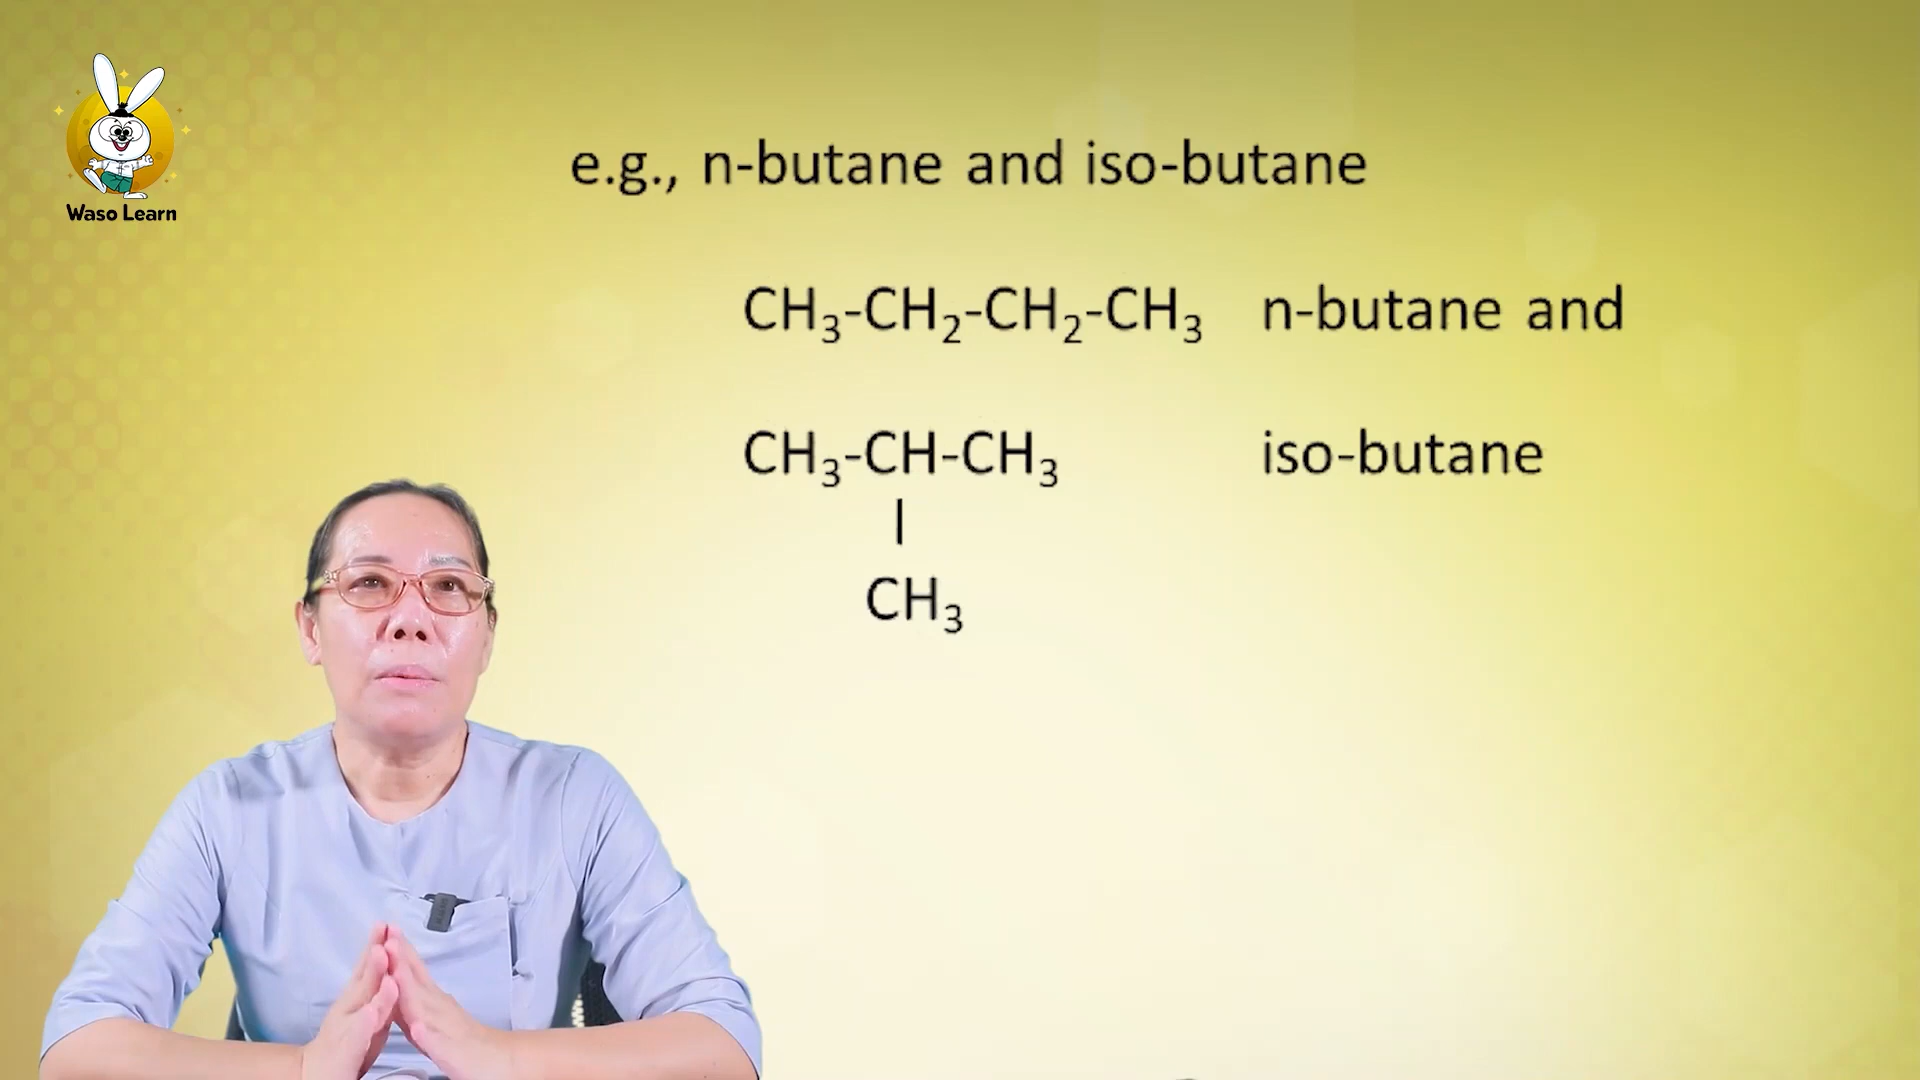 Waso Learn
e.g., n-butane and iso-butane
CH₃-CH₂-CH₂-CH₃ n-butane and
CH₃-CH-CH₃ iso-butane
|
CH₃